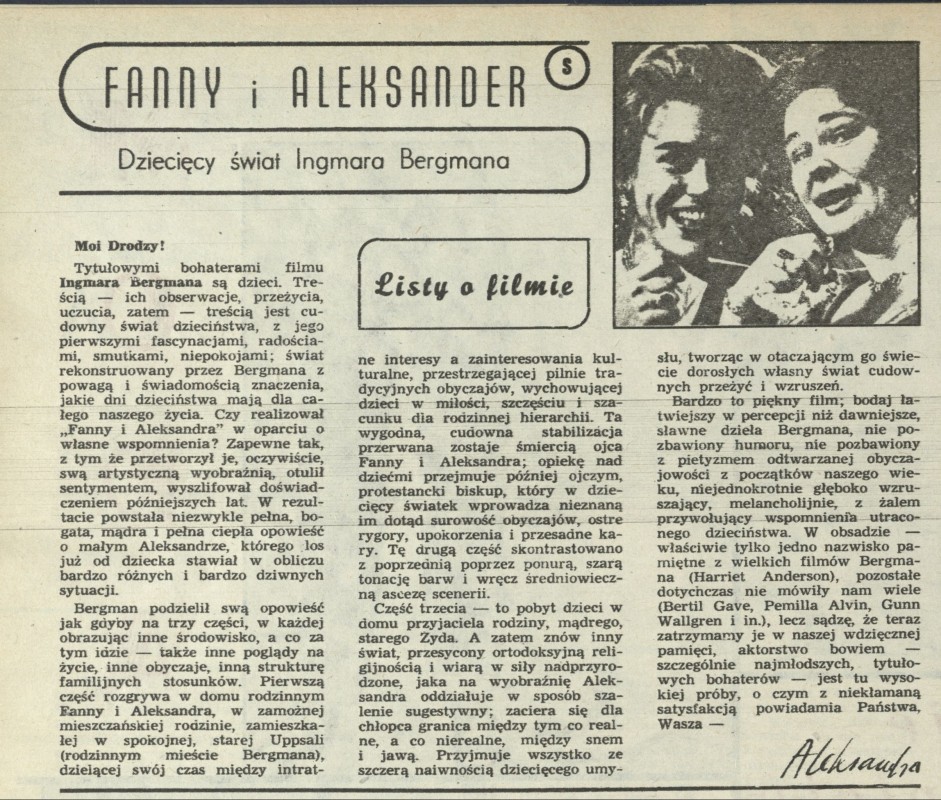 FANNY i ALEKSANDER
S
Dziecięcy świat Ingmara Bergmana
Listy o filmie
Moi Drodzy!
Tytułowymi bohaterami filmu
Ingmara Bergmana są dzieci. Tre-
ścią — ich obserwacje, przeżycia,
uczucia, zatem — treścią jest cu-
downy świat dzieciństwa, z jego
pierwszymi fascynacjami, radościa-
mi, smutkami, niepokojami; świat
rekonstruowany przez Bergmana z
powagą i świadomością znaczenia,
jakie dni dzieciństwa mają dla ca-
łego naszego życia. Czy realizował
„Fanny i Aleksandra” w oparciu o
własne wspomnienia? Zapewne tak,
z tym że przetworzył je, oczywiście,
swą artystyczną wyobraźnią, otulił
sentymentem, wyszlifował doświad-
czeniem późniejszych lat. W rezul-
tacie powstała niezwykle pełna, bo-
gata, mądra i pełna ciepła opowieść
o małym Aleksandrze, którego los
już od dziecka stawiał w obliczu
bardzo różnych i bardzo dziwnych
sytuacji.
Bergman podzielił swą opowieść
jak gdyby na trzy części, w każdej
obrazując inne środowisko, a co za
tym idzie — także inne poglądy na
życie, inne obyczaje, inną strukturę
familijnych stosunków. Pierwszą
część rozgrywa w domu rodzinnym
Fanny i Aleksandra, w zamożnej
mieszczańskiej rodzinie, zamieszka-
łej w spokojnej, starej Uppsali
(rodzinnym mieście Bergmana),
dzielącej swój czas między intrat-
ne interesy a zainteresowania kul-
turalne, przestrzegającej pilnie tra-
dycyjnych obyczajów, wychowującej
dzieci w miłości, szczęściu i sza-
cunku dla rodzinnej hierarchii. Ta
wygodna, cudowna stabilizacja
przerwana zostaje śmiercią ojca
Fanny i Aleksandra; opiekę nad
dziećmi przejmuje później ojczym,
protestancki biskup, który w dzie-
cięcy światek wprowadza nieznaną
im dotąd surowość obyczajów, ostre
rygory, upokorzenia i przesadne ka-
ry. Tę drugą część skontrastowano
z poprzednią poprzez ponurą, szarą
tonację barw i wręcz średniowiecz-
ną ascezę scenerii.
Część trzecia — to pobyt dzieci w
domu przyjaciela rodziny, mądrego,
starego Żyda. A zatem znów inny
świat, przesycony ortodoksyjną reli-
gijnością i wiarą w siły nadprzyro-
dzone, jaka na wyobraźnię Alek-
sandra oddziałuje w sposób sza-
lenie sugestywny; zaciera się dla
chłopca granica między tym co real-
ne, a co nierealne, między snem
i jawą. Przyjmuje wszystko ze
szczerą naiwnością dziecięcego umy-
słu, tworząc w otaczającym go świe-
cie dorosłych własny świat cudow-
nych przeżyć i wzruszeń.
Bardzo to piękny film; bodaj ła-
twiejszy w percepcji niż dawniejsze,
sławne dzieła Bergmana, nie po-
zbawiony humoru, nie pozbawiony
z pietyzmem odtwarzanej obycza-
jowości z początków naszego wie-
ku, niejednokrotnie głęboko wzru-
szający, melancholijnie, z żalem
przywołujący wspomnienia utraco-
nego dzieciństwa. W obsadzie —
właściwie tylko jedno nazwisko pa-
miętne z wielkich filmów Bergma-
na (Harriet Anderson), pozostałe
dotychczas nie mówiły nam wiele
(Bertil Gave, Pemilla Alvin, Gunn
Wallgren i in.), lecz sądzę, że teraz
zatrzymamy je w naszej wdzięcznej
pamięci, aktorstwo bowiem —
szczególnie najmłodszych, tytuło-
wych bohaterów — jest tu wyso-
kiej próby, o czym z niekłamaną
satysfakcją powiadamia Państwa,
Wasza —
Aleksandra